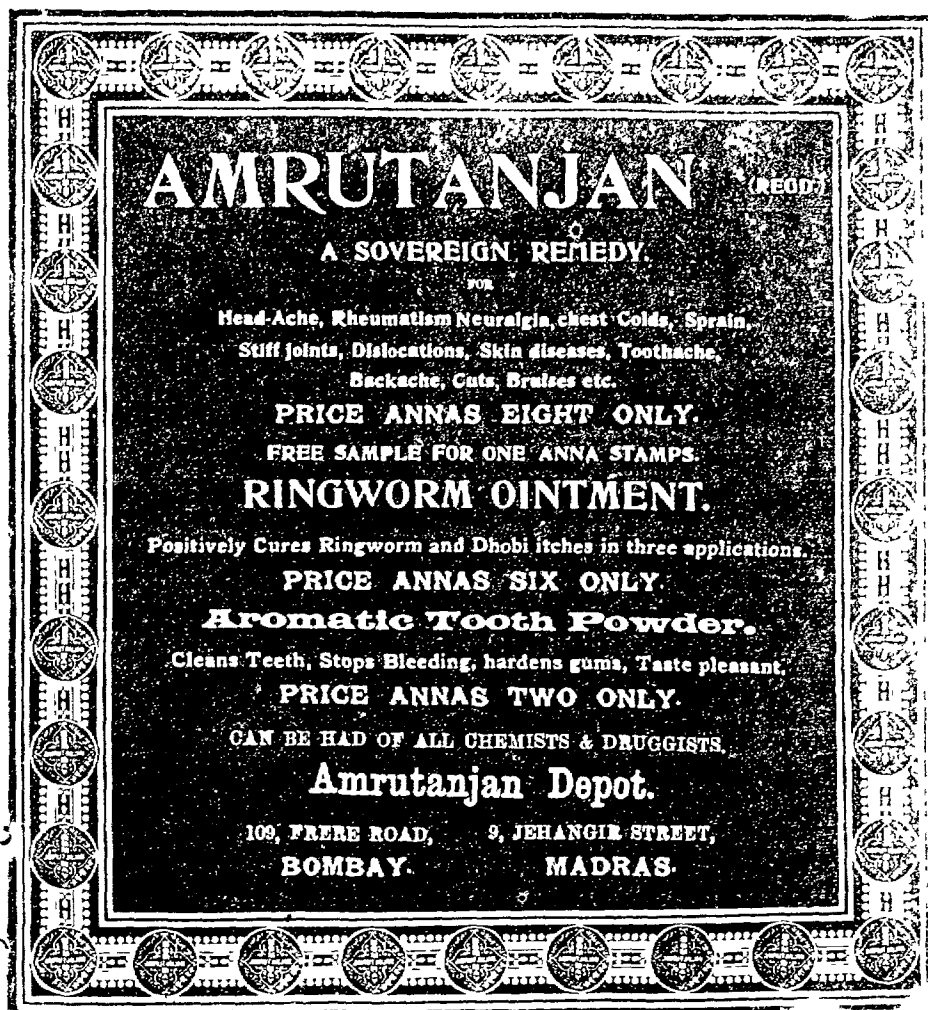 AMRUTANJAN (REGD.)
A SOVEREIGN REMEDY.
FOR
Head-Ache, Rheumatism Neuralgia, chest Colds, Sprain,
Stiff joints, Dislocations, Skin diseases, Toothache,
Backache, Cuts, Bruises etc.
PRICE ANNAS EIGHT ONLY.
FREE SAMPLE FOR ONE ANNA STAMPS.
RINGWORM OINTMENT.
Positively Cures Ringworm and Dhobi itches in three applications.
PRICE ANNAS SIX ONLY.
Aromatic Tooth Powder.
Cleans Teeth, Stops Bleeding, hardens gums, Taste pleasant.
PRICE ANNAS TWO ONLY.
CAN BE HAD OF ALL CHEMISTS & DRUGGISTS.
Amrutanjan Depot.
109, FRERE ROAD, 9, JEHANGIR STREET,
BOMBAY. MADRAS.